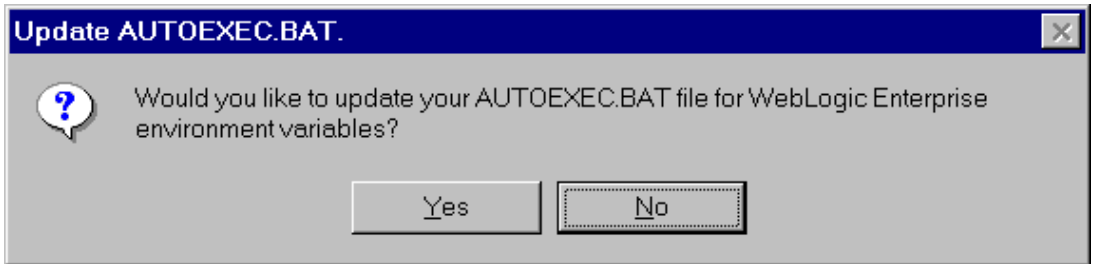 Update AUTOEXEC.BAT.
Would you like to update your AUTOEXEC.BAT file for WebLogic Enterprise
environment variables?
Yes
No